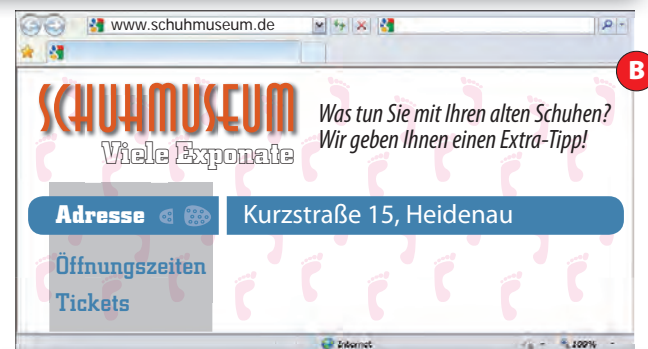 www.schuhmuseum.de
B
SCHUHMUSEUM
Viele Exponate
Was tun Sie mit Ihren alten Schuhen?
Wir geben Ihnen einen Extra-Tipp!
Adresse
Kurzstraße 15, Heidenau
Öffnungszeiten
Tickets
Internet
100%